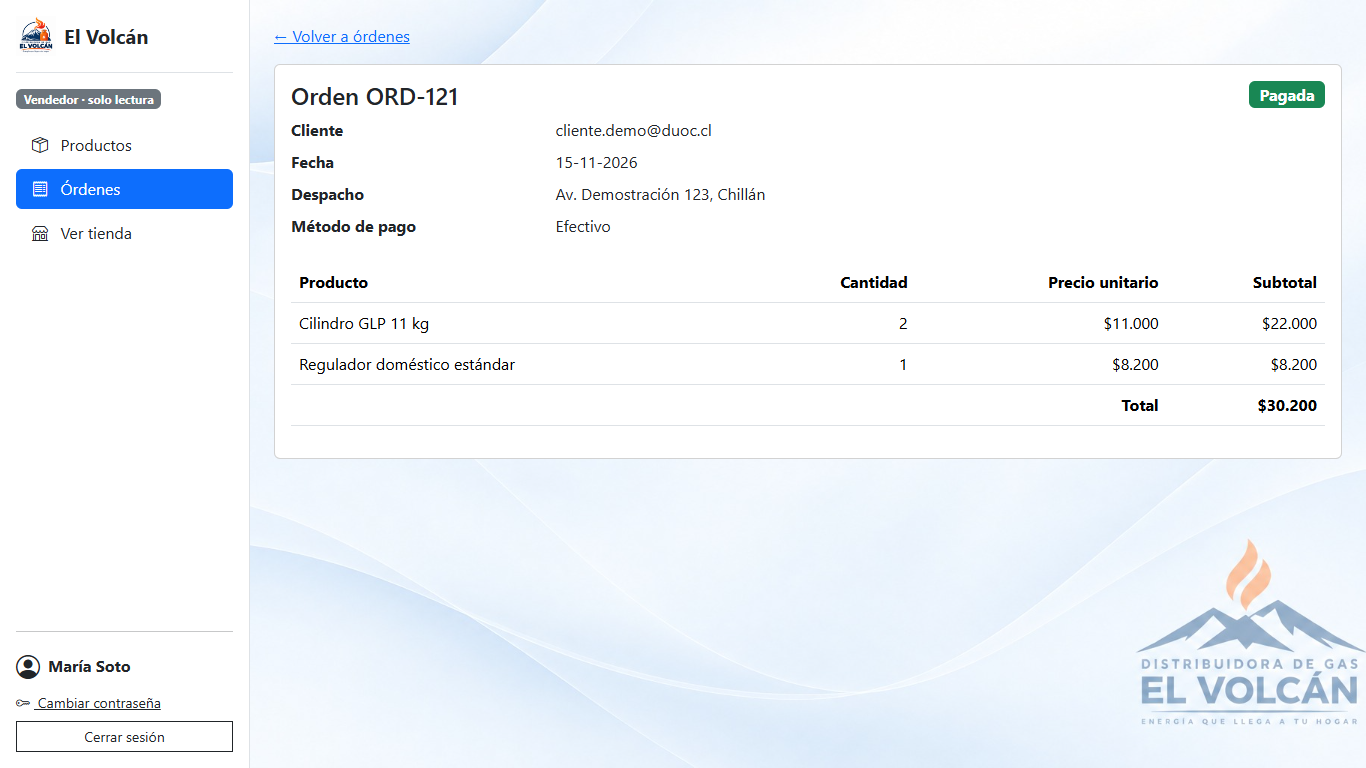 El Volcán
← Volver a órdenes
Vendedor · solo lectura
Productos
Órdenes
Ver tienda
Orden ORD-121
Pagada
Cliente cliente.demo@duoc.cl
Fecha 15-11-2026
Despacho Av. Demostración 123, Chillán
Método de pago Efectivo
Producto Cantidad Precio unitario Subtotal
Cilindro GLP 11 kg 2 $11.000 $22.000
Regulador doméstico estándar 1 $8.200 $8.200
Total $30.200
María Soto
Cambiar contraseña
Cerrar sesión
DISTRIBUIDORA DE GAS
EL VOLCÁN
ENERGÍA QUE LLEGA A TU HOGAR